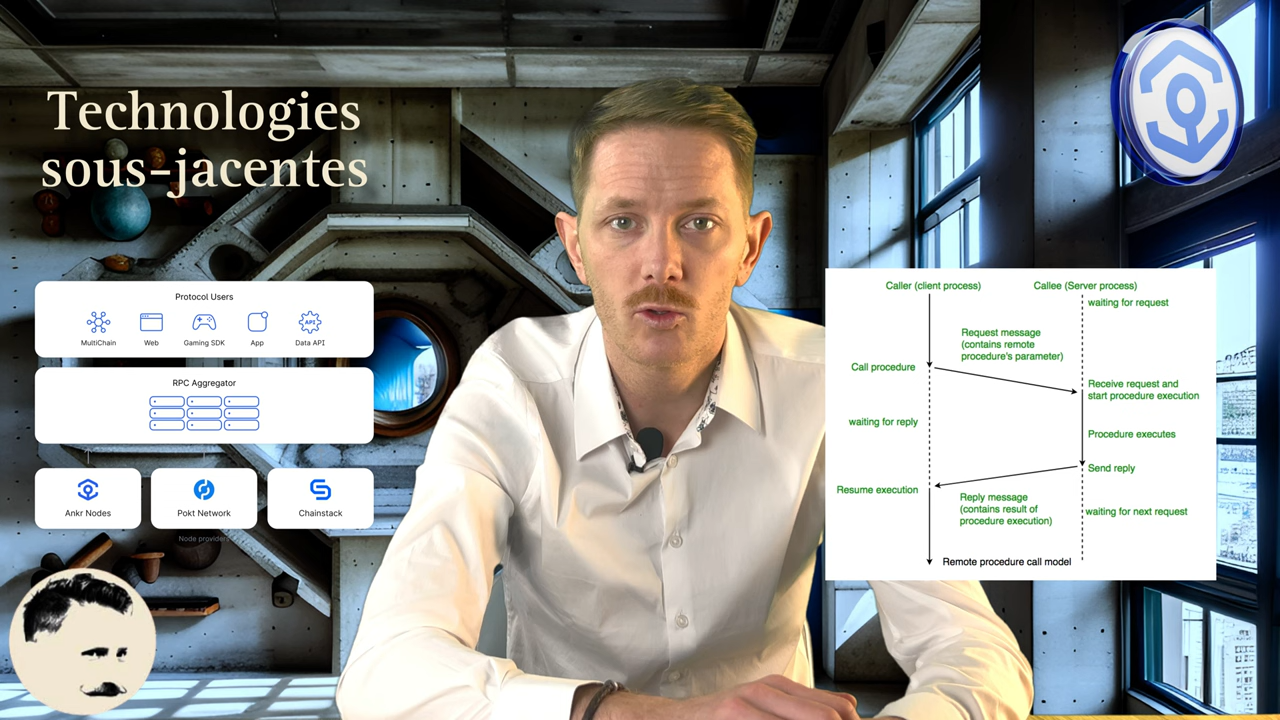 Technologies
sous-jacentes
Protocol Users
MultiChain
Web
Gaming SDK
App
API
Data API
RPC Aggregator
Ankr Nodes
Pokt Network
Chainstack
Node providers
Caller (client process)
Callee (Server process)
waiting for request
Request message
(contains remote
procedure's parameter)
Call procedure
Receive request and
start procedure execution
waiting for reply
Procedure executes
Send reply
Resume execution
Reply message
(contains result of
procedure execution)
waiting for next request
Remote procedure call model